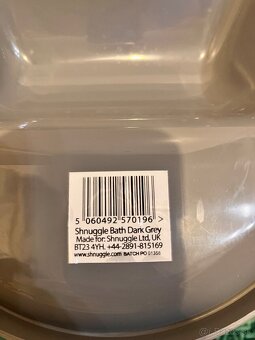 5 060492 570196 >
Shnuggle Bath Dark Grey
Made for: Shnuggle Ltd, UK
BT23 4YH, +44-2891-815169
www.shnuggle.com BATCH PO 01358